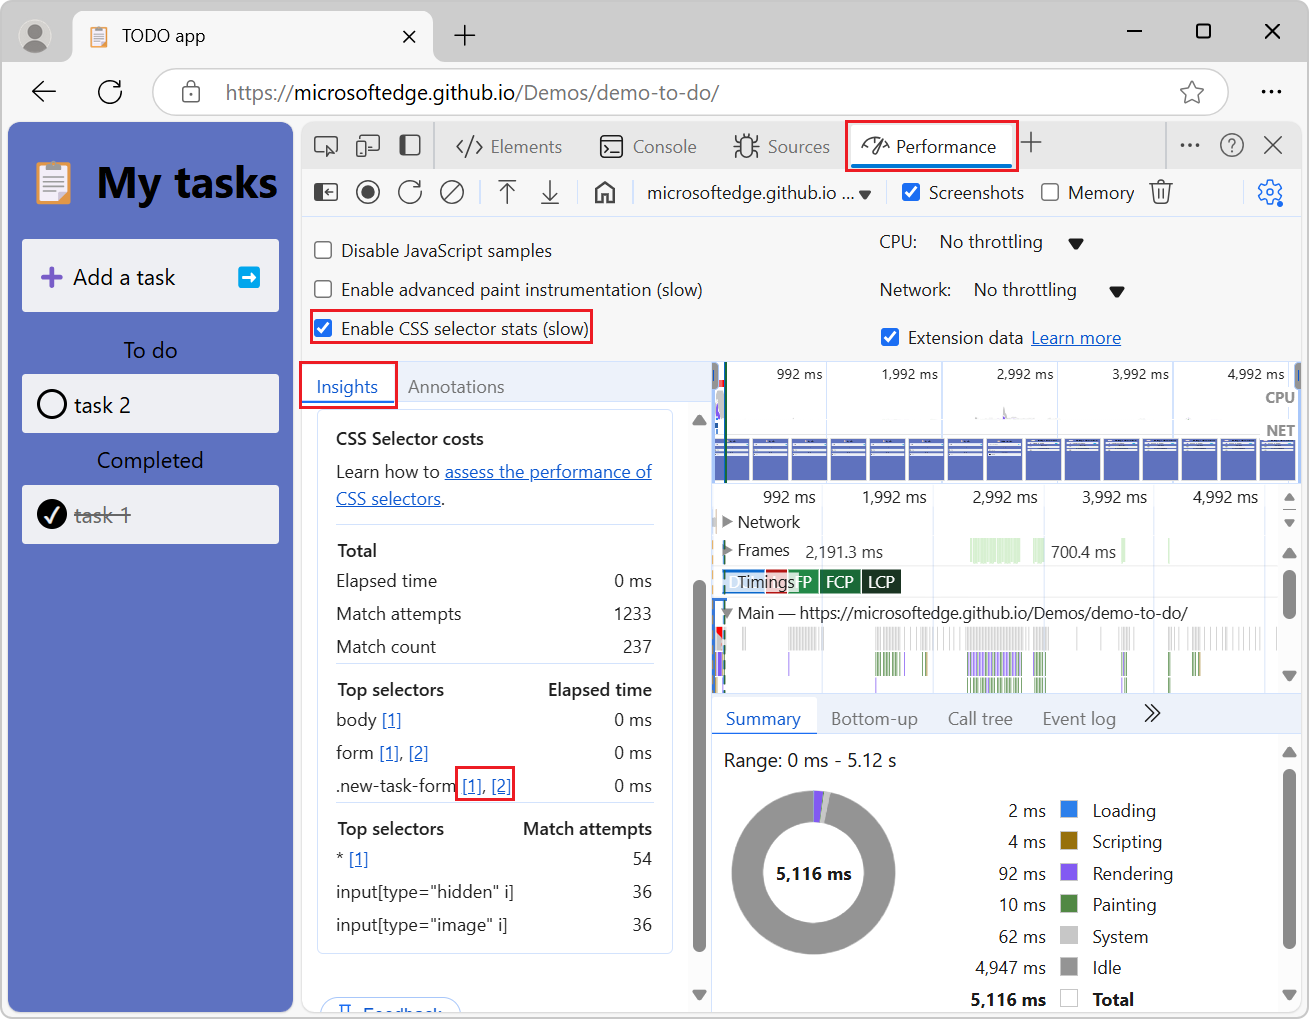 TODO app
https://microsoftedge.github.io/Demos/demo-to-do/
My tasks
Add a task
To do
task 2
Completed
task 1
Elements
Console
Sources
Performance
microsoftedge.github.io ...
Screenshots
Memory
Disable JavaScript samples
Enable advanced paint instrumentation (slow)
Enable CSS selector stats (slow)
CPU: No throttling
Network: No throttling
Extension data Learn more
Insights
Annotations
CSS Selector costs
Learn how to assess the performance of
CSS selectors.
Total
Elapsed time 0 ms
Match attempts 1233
Match count 237
Top selectors Elapsed time
body [1] 0 ms
form [1], [2] 0 ms
.new-task-form [1], [2] 0 ms
Top selectors Match attempts
* [1] 54
input[type="hidden" i] 36
input[type="image" i] 36
992 ms 1,992 ms 2,992 ms 3,992 ms 4,992 ms
CPU
NET
992 ms 1,992 ms 2,992 ms 3,992 ms 4,992 ms
Network
Frames 2,191.3 ms 700.4 ms
Timings FP FCP LCP
Main — https://microsoftedge.github.io/Demos/demo-to-do/
Summary
Bottom-up
Call tree
Event log
Range: 0 ms - 5.12 s
5,116 ms
2 ms Loading
4 ms Scripting
92 ms Rendering
10 ms Painting
62 ms System
4,947 ms Idle
5,116 ms Total